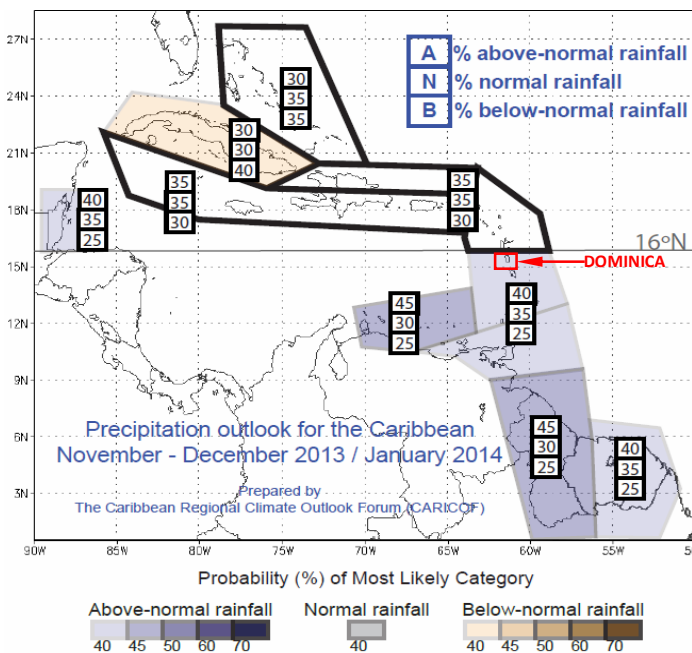 27N
24N
21N
18N
15N
12N
9N
6N
3N
A % above-normal rainfall
N % normal rainfall
B % below-normal rainfall
30
35
35
30
30
40
35
35
30
35
35
30
40
35
25
16ºN
DOMINICA
45
30
25
40
35
25
45
30
25
40
35
25
Precipitation outlook for the Caribbean
November - December 2013 / January 2014
Prepared by
The Caribbean Regional Climate Outlook Forum (CARICOF)
90W 85W 80W 75W 70W 65W 60W 55W
Probability (%) of Most Likely Category
Above-normal rainfall Normal rainfall Below-normal rainfall
40 45 50 60 70 40 40 45 50 60 70